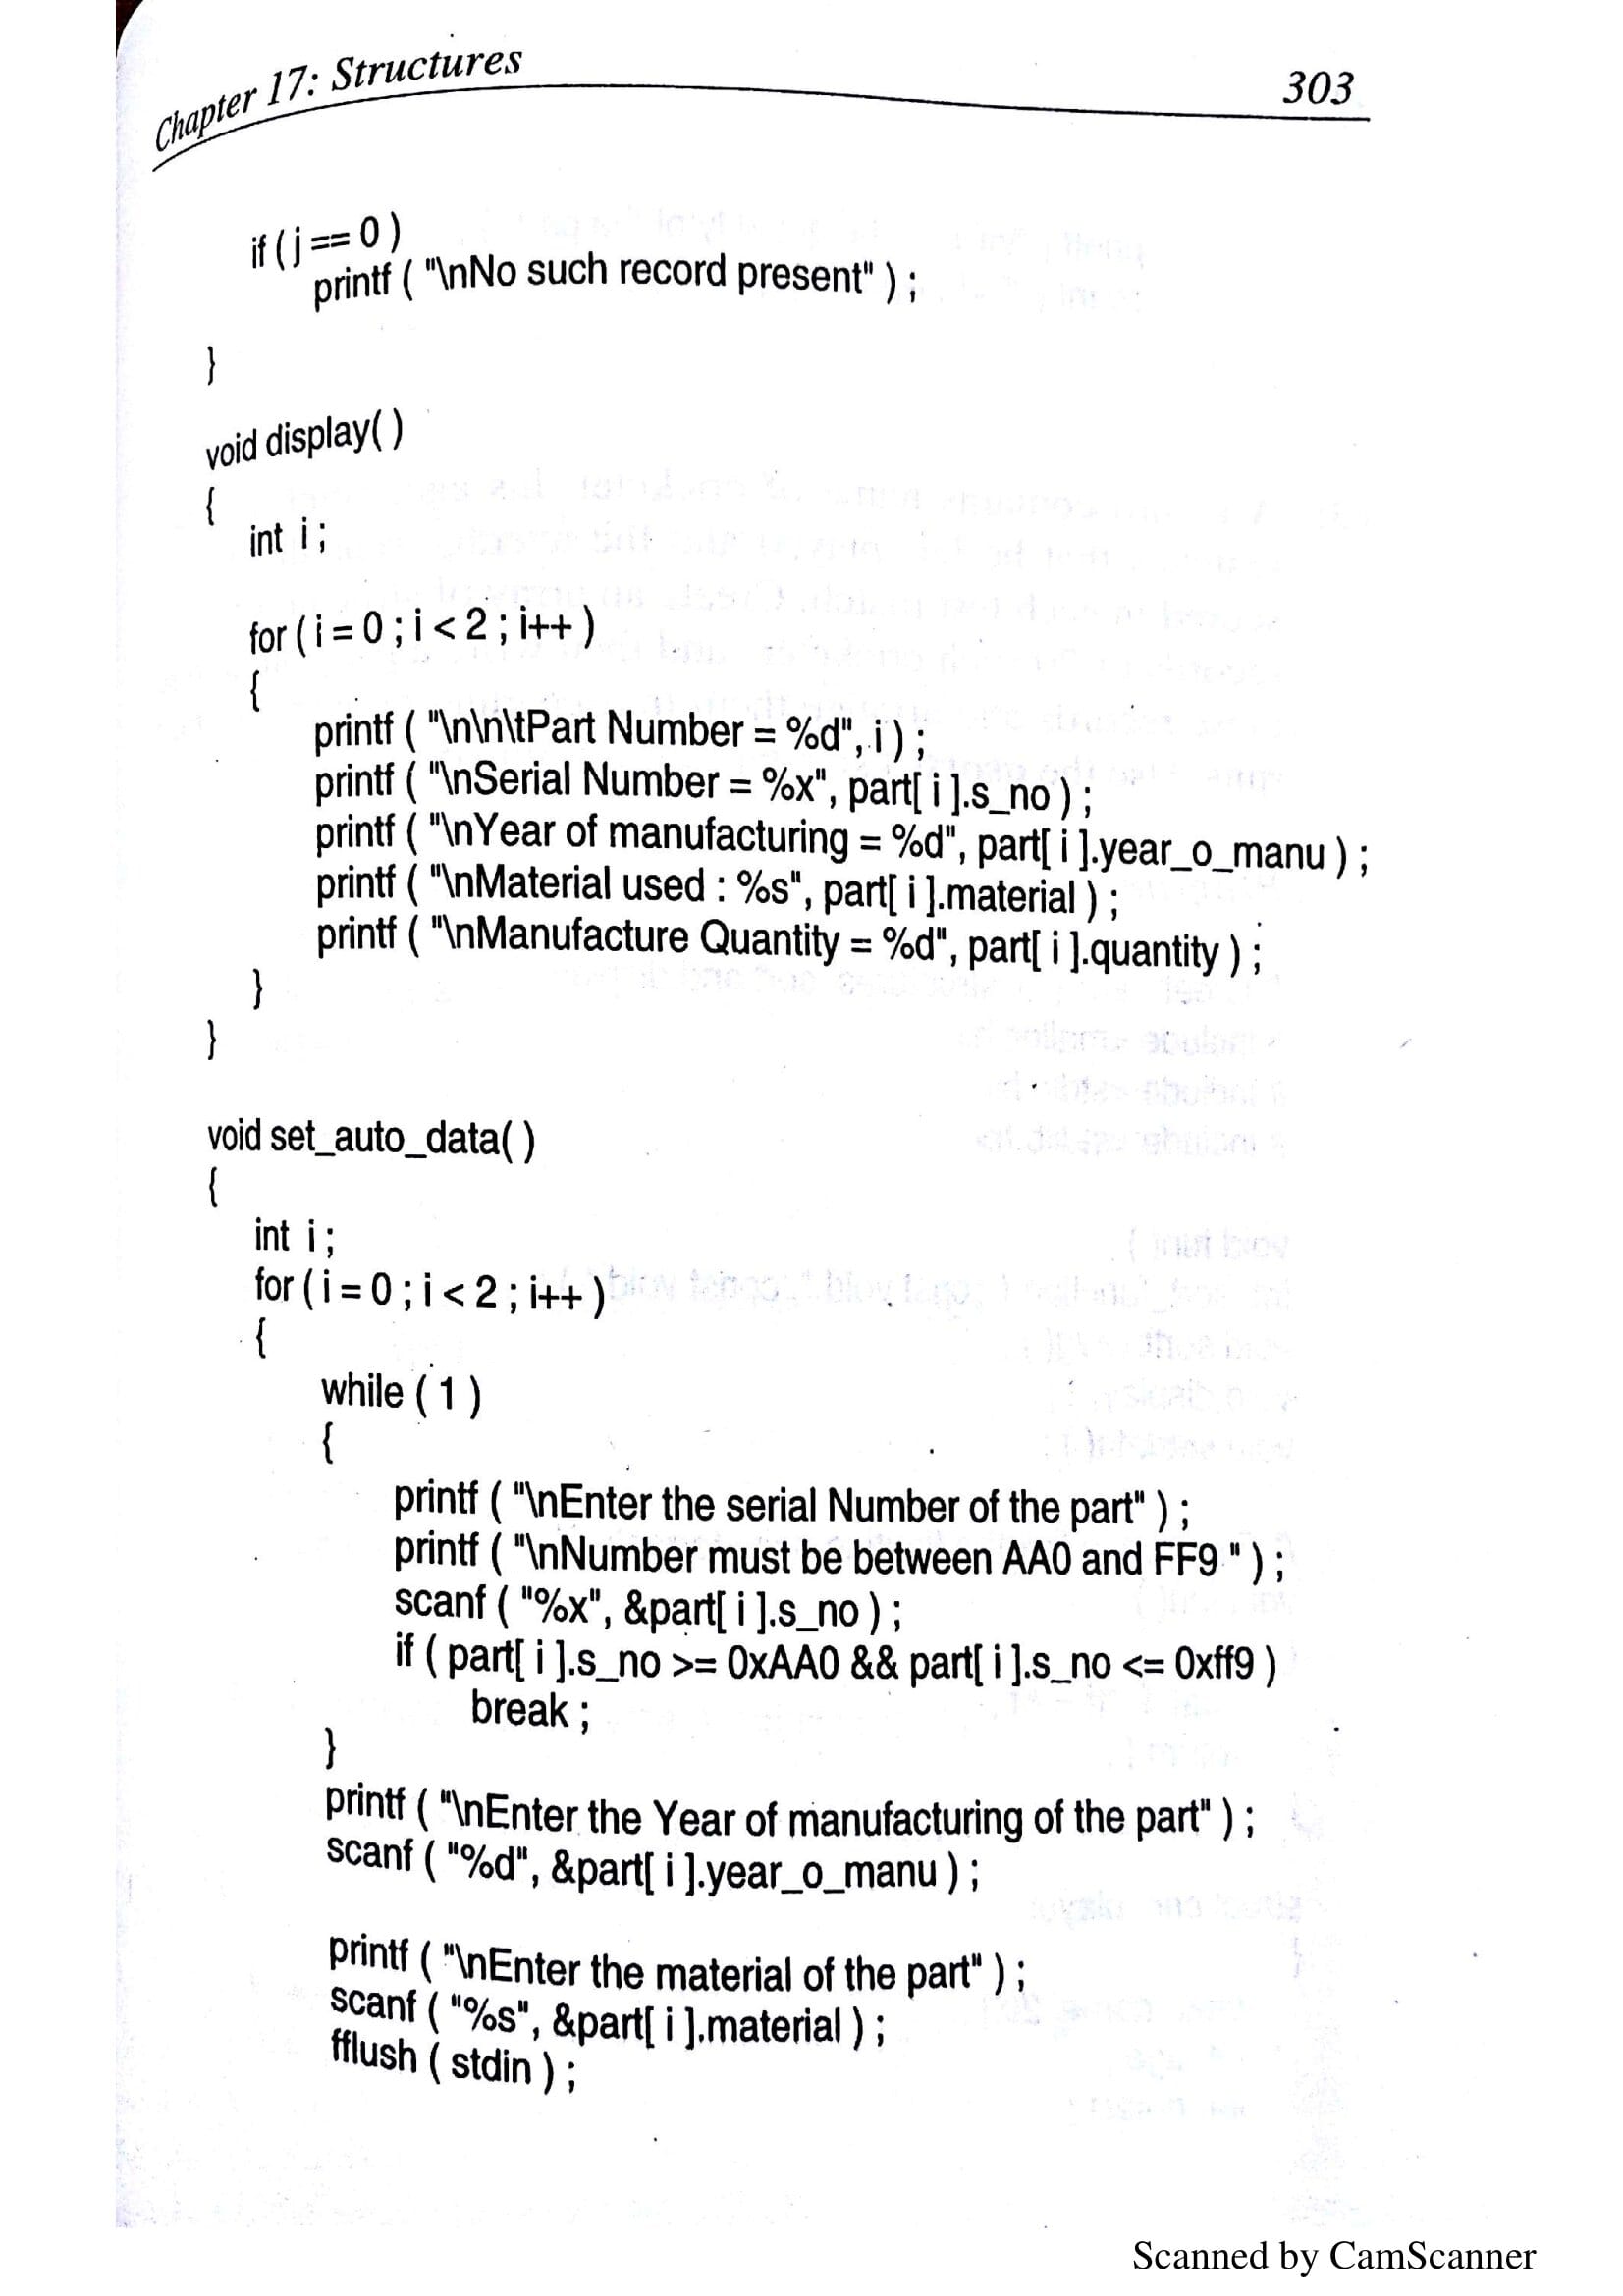 Chapter 17: Structures 303
if ( j == 0 )
printf ( "\nNo such record present" ) ;
}
void display( )
{
int i ;
for ( i = 0 ; i < 2 ; i++ )
{
printf ( "\n\n\tPart Number = %d", i ) ;
printf ( "\nSerial Number = %x", part[ i ].s_no ) ;
printf ( "\nYear of manufacturing = %d", part[ i ].year_o_manu ) ;
printf ( "\nMaterial used : %s", part[ i ].material ) ;
printf ( "\nManufacture Quantity = %d", part[ i ].quantity ) ;
}
}
void set_auto_data( )
{
int i ;
for ( i = 0 ; i < 2 ; i++ )
{
while ( 1 )
{
printf ( "\nEnter the serial Number of the part" ) ;
printf ( "\nNumber must be between AA0 and FF9 " ) ;
scanf ( "%x", &part[ i ].s_no ) ;
if ( part[ i ].s_no >= 0xAA0 && part[ i ].s_no <= 0xff9 )
break ;
}
printf ( "\nEnter the Year of manufacturing of the part" ) ;
scanf ( "%d", &part[ i ].year_o_manu ) ;
printf ( "\nEnter the material of the part" ) ;
scanf ( "%s", &part[ i ].material ) ;
fflush ( stdin ) ;
Scanned by CamScanner